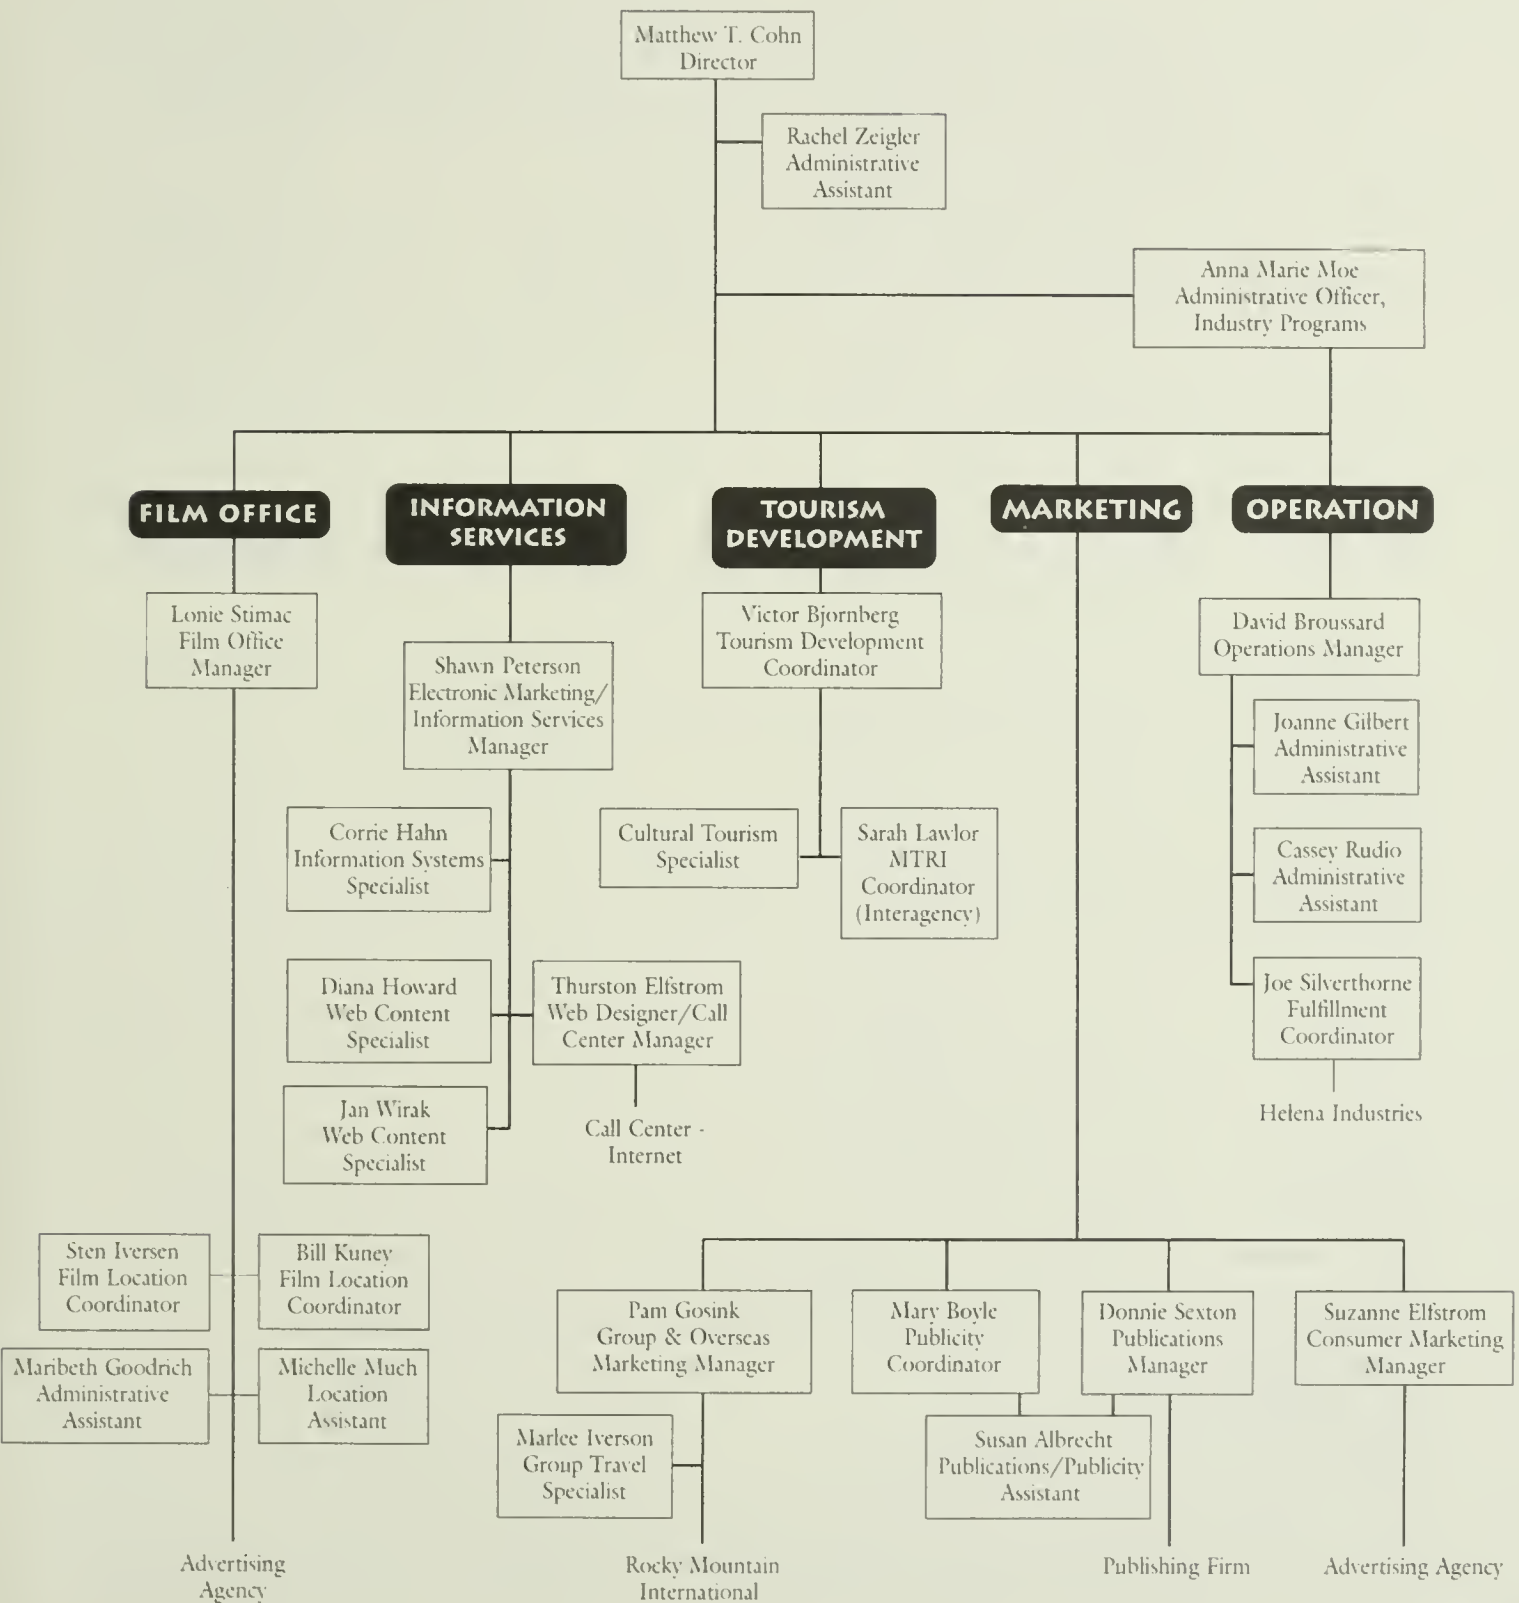 Matthew T. Cohn
Director
Rachel Zeigler
Administrative
Assistant
Anna Marie Moe
Administrative Officer,
Industry Programs
FILM OFFICE
INFORMATION
SERVICES
TOURISM
DEVELOPMENT
MARKETING
OPERATION
Lonie Stimac
Film Office
Manager
Shawn Peterson
Electronic Marketing/
Information Services
Manager
Victor Bjornberg
Tourism Development
Coordinator
David Broussard
Operations Manager
Joanne Gilbert
Administrative
Assistant
Corrie Hahn
Information Systems
Specialist
Cultural Tourism
Specialist
Sarah Lawlor
MTRI
Coordinator
(Interagency)
Cassey Rudio
Administrative
Assistant
Diana Howard
Web Content
Specialist
Thurston Elfstrom
Web Designer/Call
Center Manager
Joe Silverthorne
Fulfillment
Coordinator
Jan Wirak
Web Content
Specialist
Call Center -
Internet
Helena Industries
Sten Iversen
Film Location
Coordinator
Bill Kuney
Film Location
Coordinator
Maribeth Goodrich
Administrative
Assistant
Michelle Much
Location
Assistant
Pam Gosink
Group & Overseas
Marketing Manager
Mary Boyle
Publicity
Coordinator
Donnie Sexton
Publications
Manager
Suzanne Elfstrom
Consumer Marketing
Manager
Marlee Iverson
Group Travel
Specialist
Susan Albrecht
Publications/Publicity
Assistant
Advertising
Agency
Rocky Mountain
International
Publishing Firm
Advertising Agency